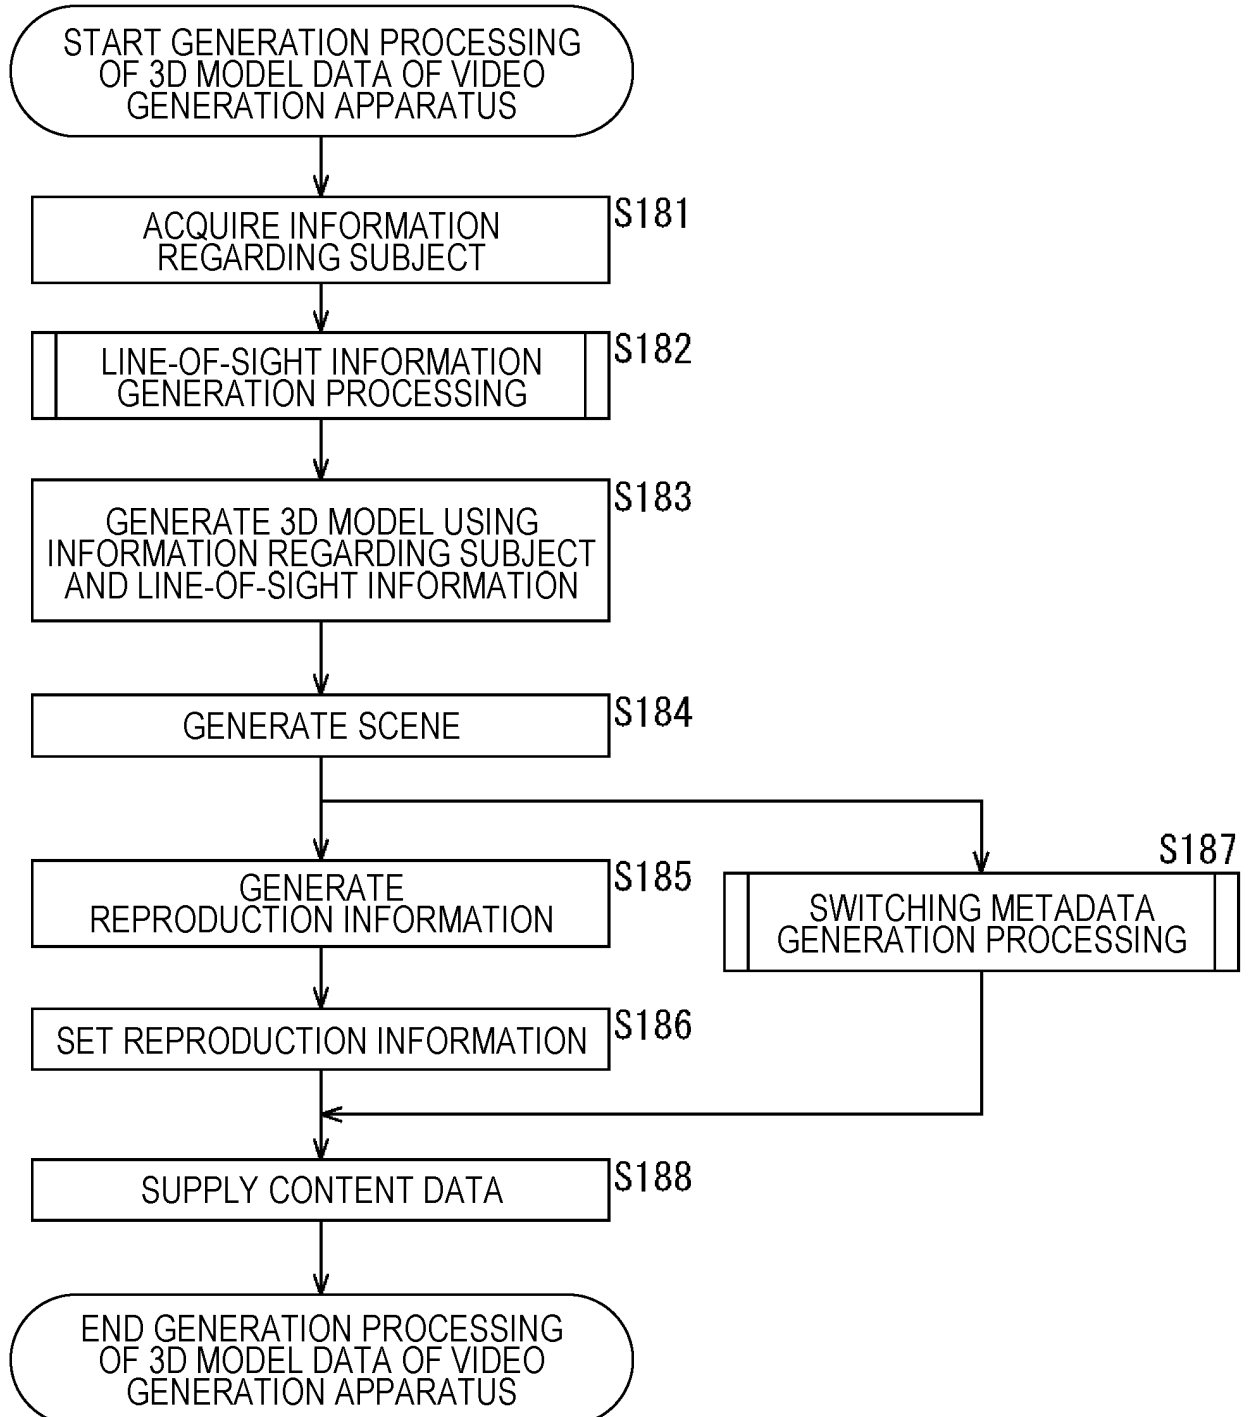 START GENERATION PROCESSING
OF 3D MODEL DATA OF VIDEO
GENERATION APPARATUS
S181
ACQUIRE INFORMATION
REGARDING SUBJECT
S182
LINE-OF-SIGHT INFORMATION
GENERATION PROCESSING
S183
GENERATE 3D MODEL USING
INFORMATION REGARDING SUBJECT
AND LINE-OF-SIGHT INFORMATION
S184
GENERATE SCENE
S185
GENERATE
REPRODUCTION INFORMATION
S187
SWITCHING METADATA
GENERATION PROCESSING
S186
SET REPRODUCTION INFORMATION
S188
SUPPLY CONTENT DATA
END GENERATION PROCESSING
OF 3D MODEL DATA OF VIDEO
GENERATION APPARATUS